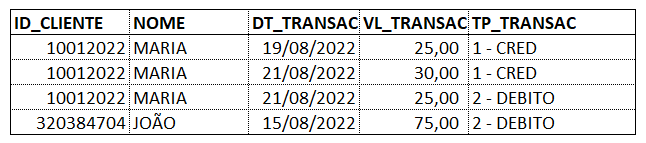 ID_CLIENTE NOME DT_TRANSAC VL_TRANSAC TP_TRANSAC
10012022 MARIA 19/08/2022 25,00 1 - CRED
10012022 MARIA 21/08/2022 30,00 1 - CRED
10012022 MARIA 21/08/2022 25,00 2 - DEBITO
320384704 JOÃO 15/08/2022 75,00 2 - DEBITO